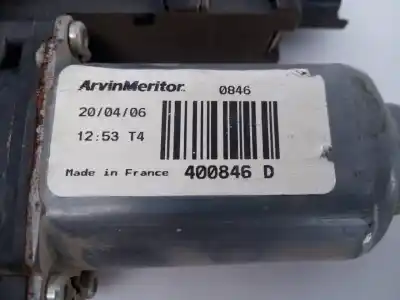 ArvinMeritor. 0846
20/04/06
12:53 T4
Made in France 400846 D